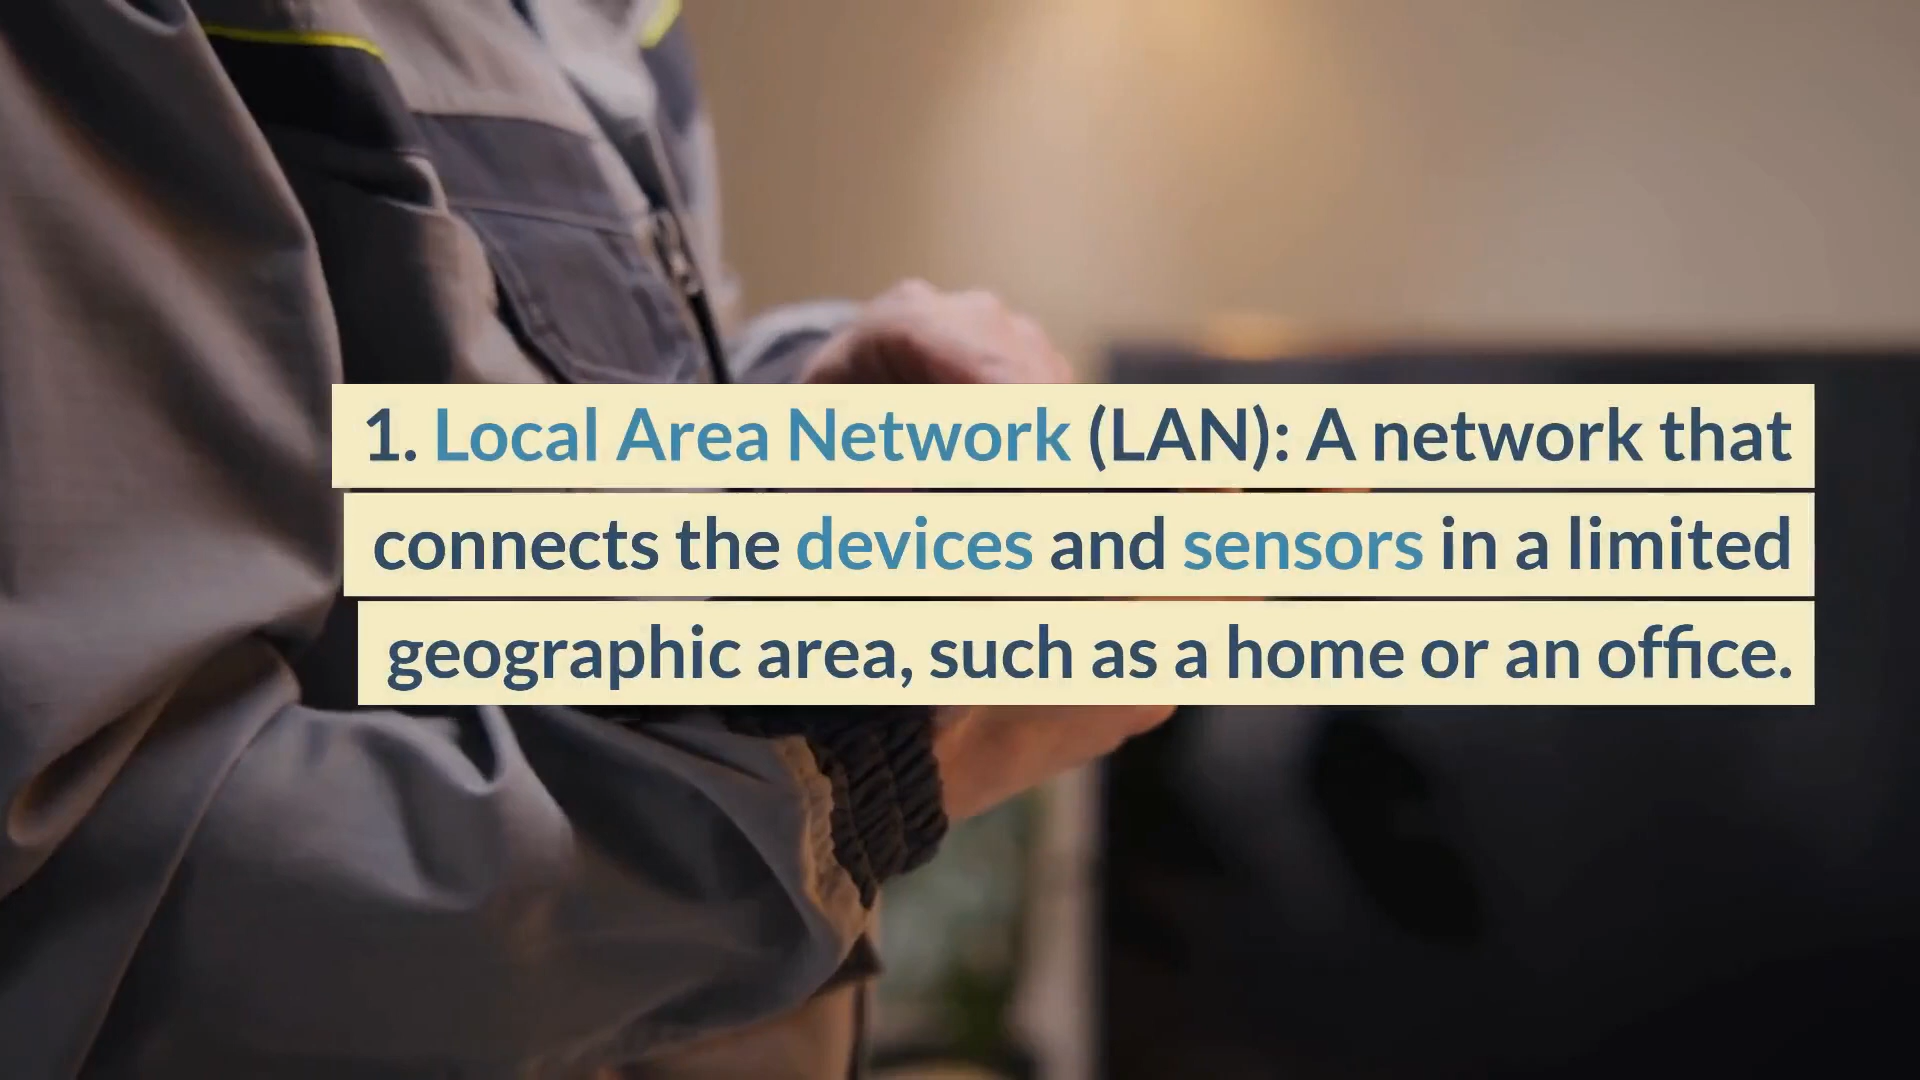 1. Local Area Network (LAN): A network that
connects the devices and sensors in a limited
geographic area, such as a home or an office.